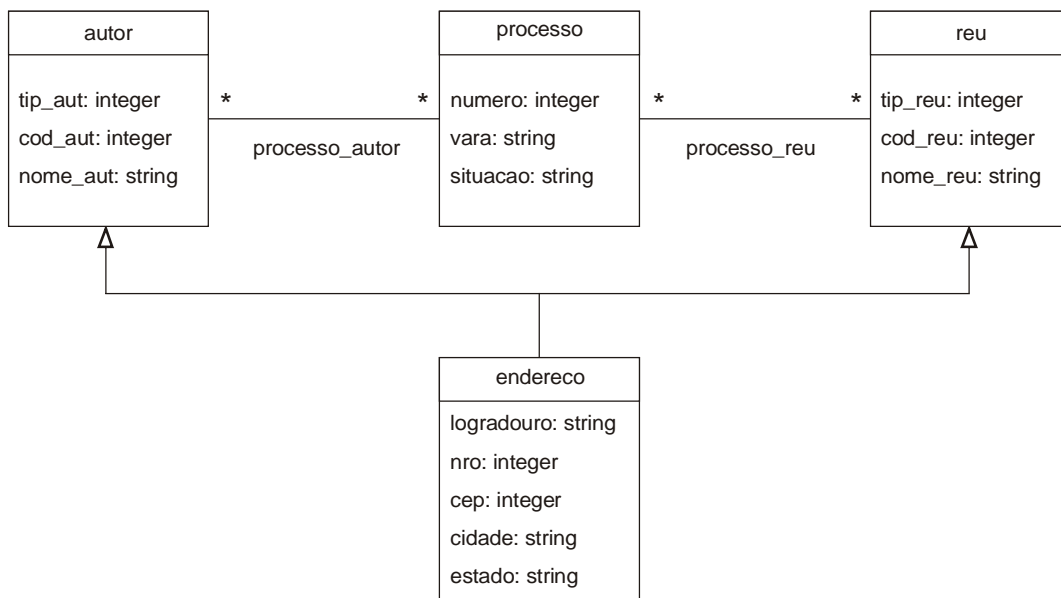 autor
tip_aut: integer
cod_aut: integer
nome_aut: string
* *
processo_autor
processo
numero: integer
vara: string
situacao: string
* *
processo_reu
reu
tip_reu: integer
cod_reu: integer
nome_reu: string
endereco
logradouro: string
nro: integer
cep: integer
cidade: string
estado: string